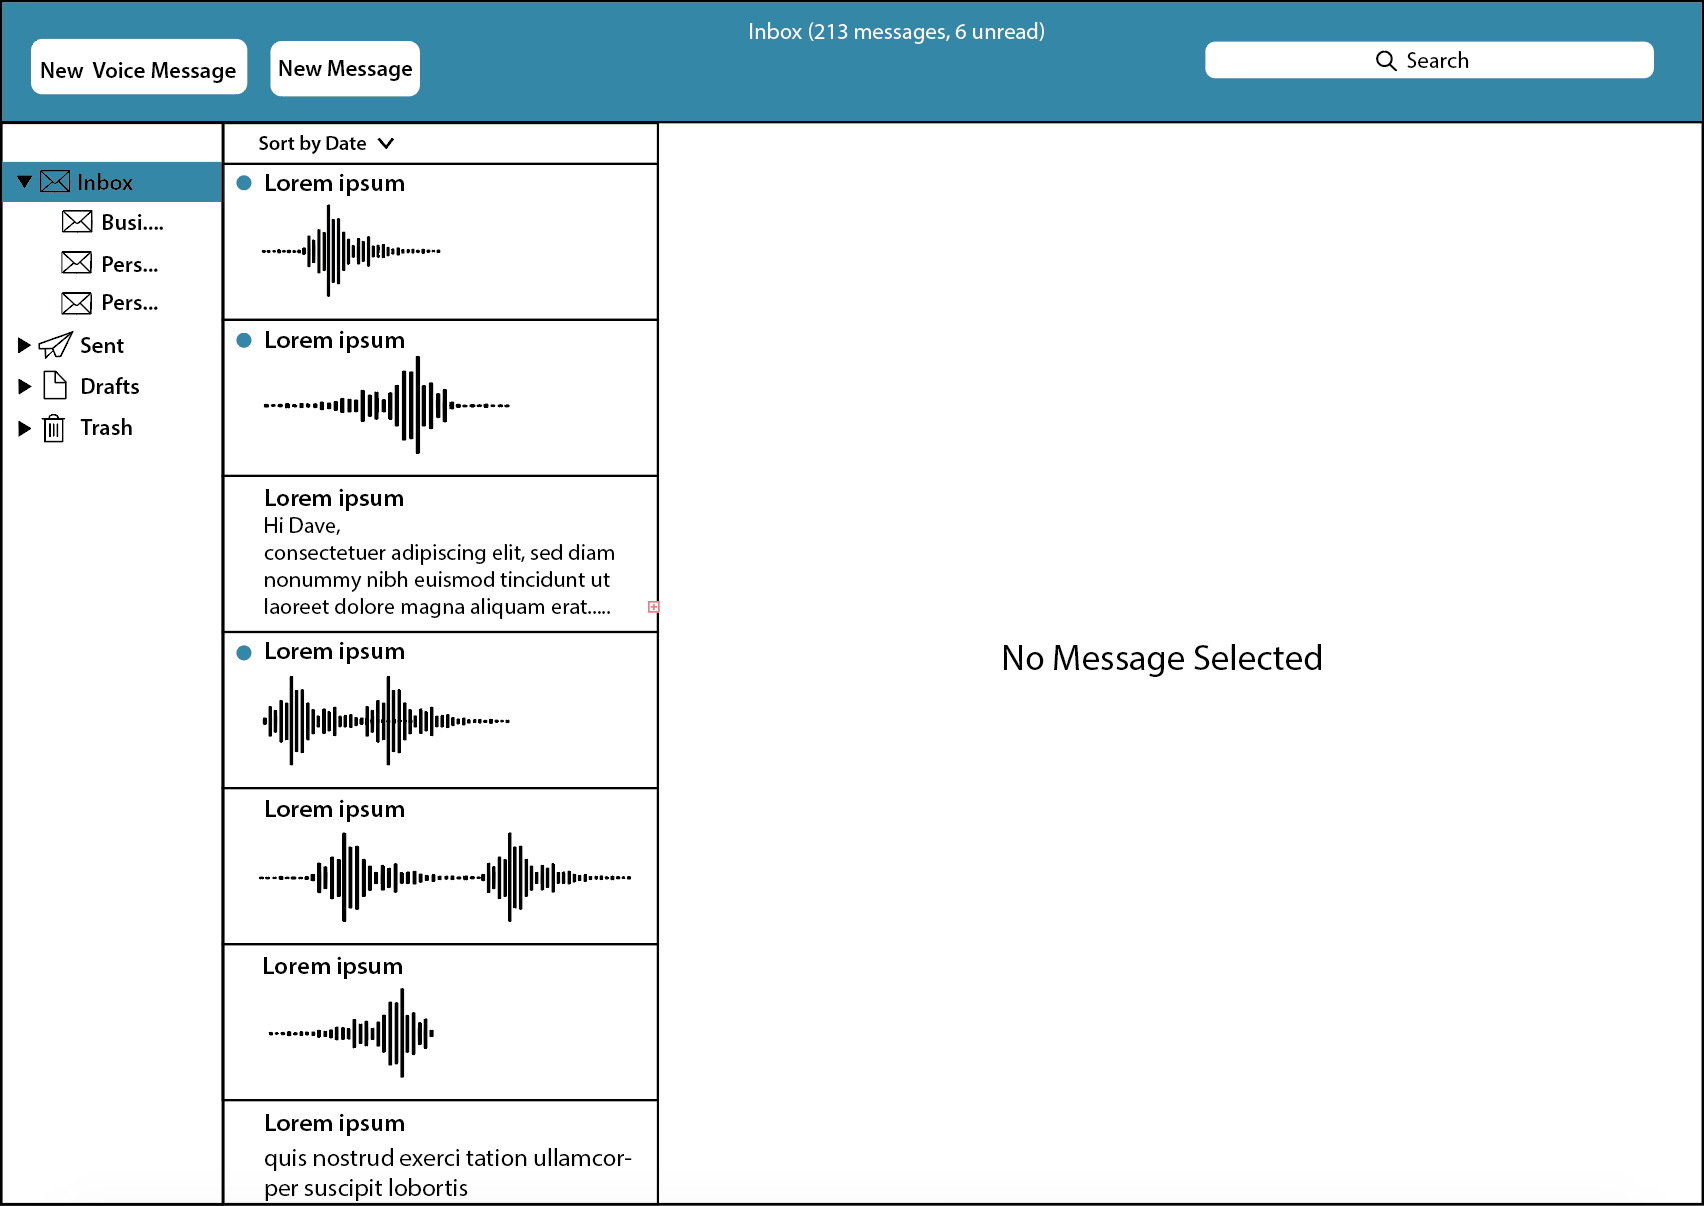 Inbox (213 messages, 6 unread)
New  Voice Message
New Message
Search
Sort by Date
Inbox
Busi....
Pers...
Pers...
Sent
Drafts
Trash
Lorem ipsum
Lorem ipsum
Lorem ipsum
Hi Dave,
consectetuer adipiscing elit, sed diam
nonummy nibh euismod tincidunt ut
laoreet dolore magna aliquam erat.....
Lorem ipsum
Lorem ipsum
Lorem ipsum
Lorem ipsum
quis nostrud exerci tation ullamcor-
per suscipit lobortis
No Message Selected